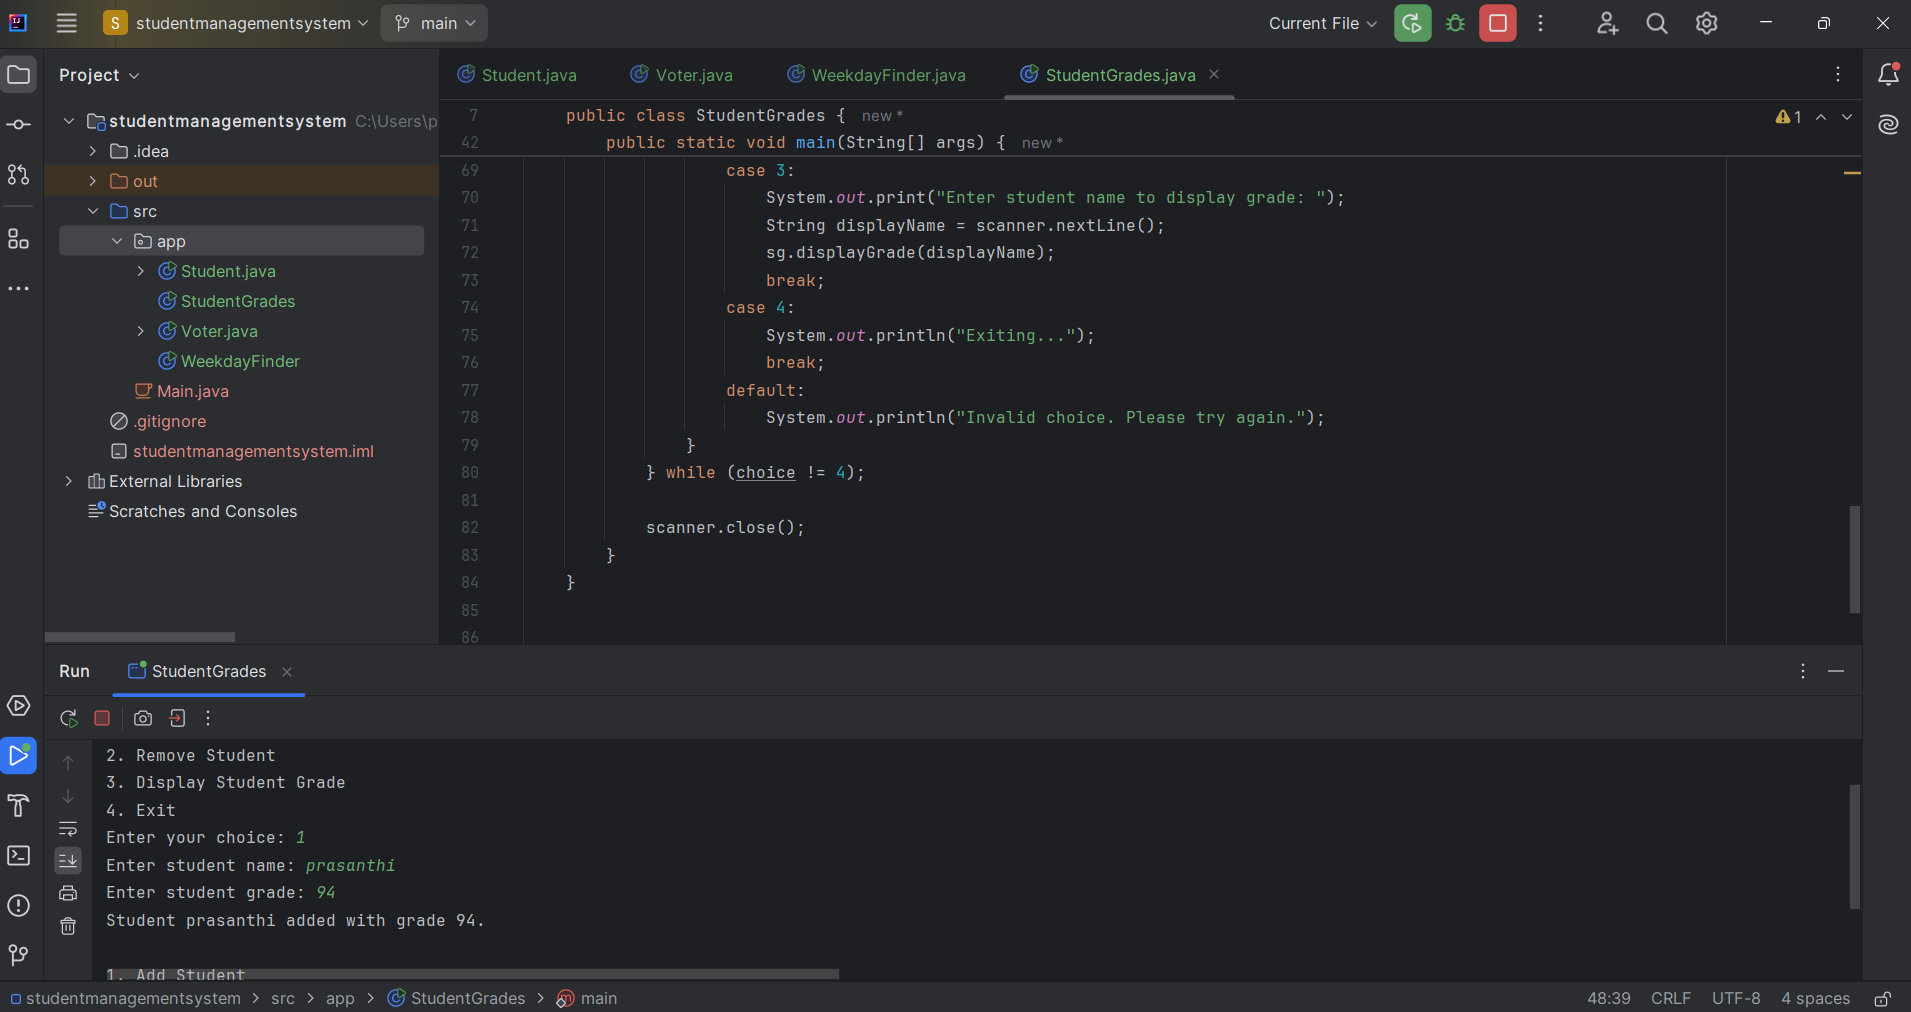 S studentmanagementsystem main Current File
Project
Student.java Voter.java WeekdayFinder.java StudentGrades.java
studentmanagementsystem C:\Users\p
.idea
out
src
app
Student.java
StudentGrades
Voter.java
WeekdayFinder
Main.java
.gitignore
studentmanagementsystem.iml
External Libraries
Scratches and Consoles
7 public class StudentGrades { new *
42 public static void main(String[] args) { new *
1
69 case 3:
70 System.out.print("Enter student name to display grade: ");
71 String displayName = scanner.nextLine();
72 sg.displayGrade(displayName);
73 break;
74 case 4:
75 System.out.println("Exiting...");
76 break;
77 default:
78 System.out.println("Invalid choice. Please try again.");
79 }
80 } while (choice != 4);
81
82 scanner.close();
83 }
84 }
85
86
Run StudentGrades
2. Remove Student
3. Display Student Grade
4. Exit
Enter your choice: 1
Enter student name: prasanthi
Enter student grade: 94
Student prasanthi added with grade 94.
1. Add Student
studentmanagementsystem > src > app > StudentGrades > main 48:39 CRLF UTF-8 4 spaces